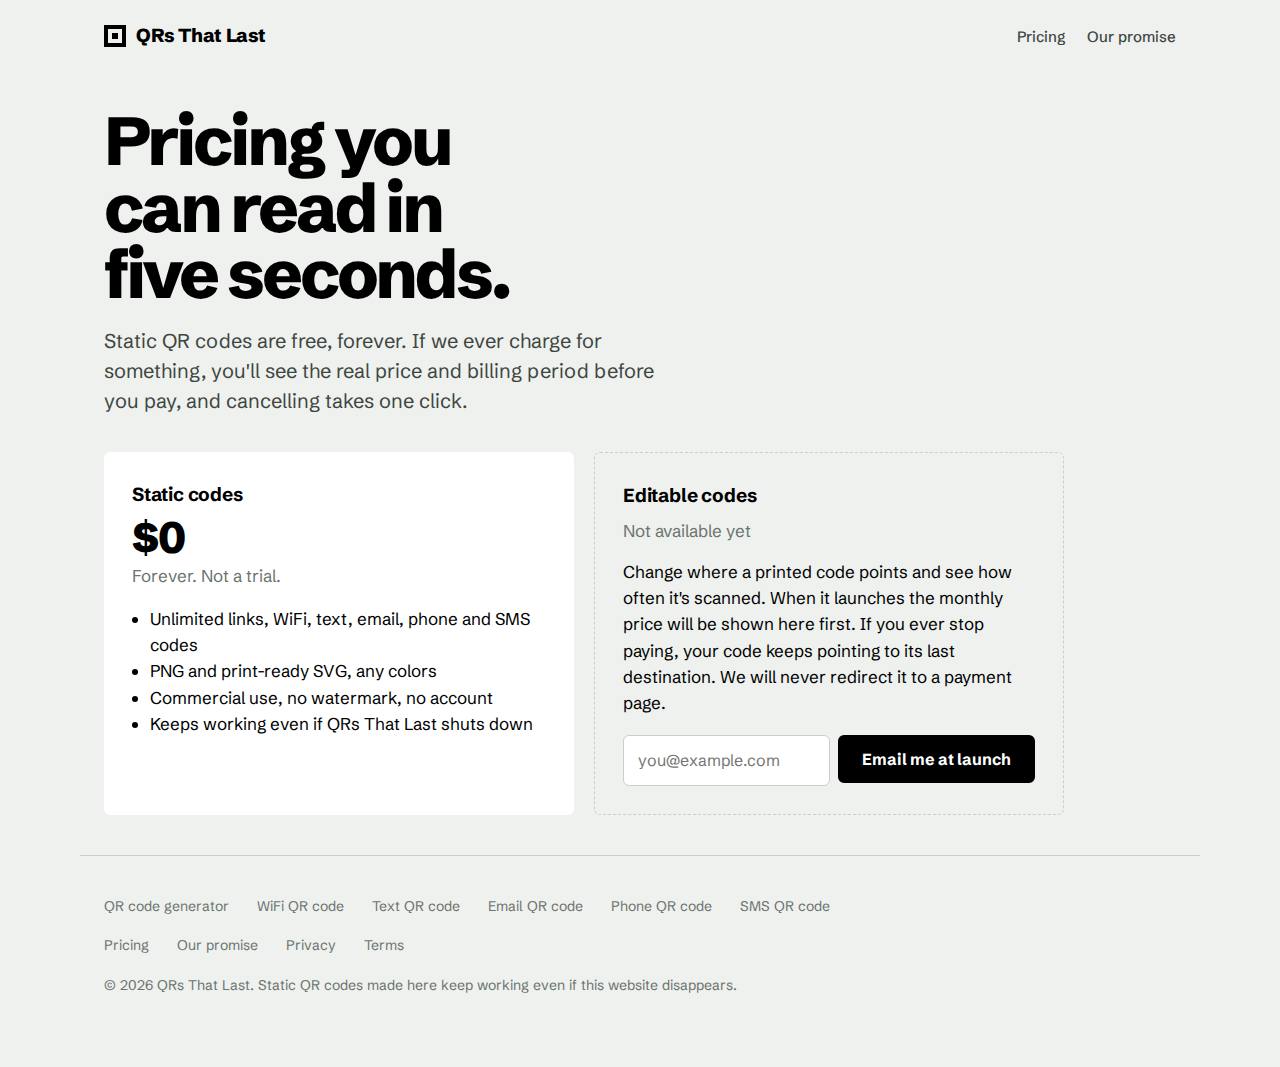 QRs That Last
Pricing
Our promise
Pricing you
can read in
five seconds.
Static QR codes are free, forever. If we ever charge for
something, you'll see the real price and billing period before
you pay, and cancelling takes one click.
Static codes
$0
Forever. Not a trial.
Unlimited links, WiFi, text, email, phone and SMS
codes
PNG and print-ready SVG, any colors
Commercial use, no watermark, no account
Keeps working even if QRs That Last shuts down
Editable codes
Not available yet
Change where a printed code points and see how
often it's scanned. When it launches the monthly
price will be shown here first. If you ever stop
paying, your code keeps pointing to its last
destination. We will never redirect it to a payment
page.
you@example.com
Email me at launch
QR code generator
WiFi QR code
Text QR code
Email QR code
Phone QR code
SMS QR code
Pricing
Our promise
Privacy
Terms
© 2026 QRs That Last. Static QR codes made here keep working even if this website disappears.